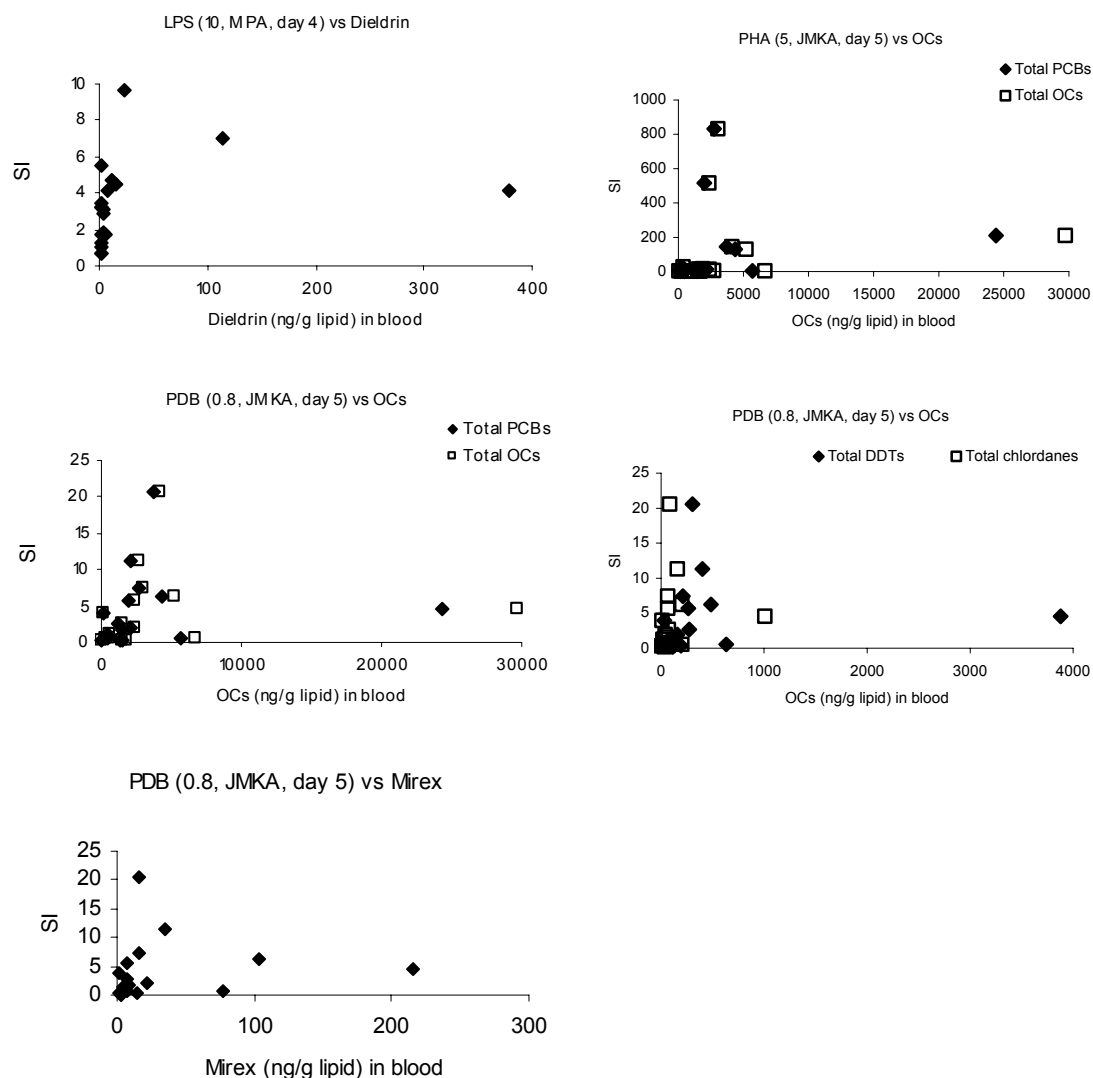 LPS (10, MPA, day 4) vs Dieldrin
10
8
6
4
2
0
SI
0 100 200 300 400
Dieldrin (ng/g lipid) in blood
PHA (5, JMKA, day 5) vs OCs
Total PCBs
Total OCs
1000
800
600
400
200
0
SI
0 5000 10000 15000 20000 25000 30000
OCs (ng/g lipid) in blood
PDB (0.8, JMKA, day 5) vs OCs
Total PCBs
Total OCs
25
20
15
10
5
0
SI
0 10000 20000 30000
OCs (ng/g lipid) in blood
PDB (0.8, JMKA, day 5) vs OCs
Total DDTs Total chlordanes
25
20
15
10
5
0
SI
0 1000 2000 3000 4000
OCs (ng/g lipid) in blood
PDB (0.8, JMKA, day 5) vs Mirex
25
20
15
10
5
0
SI
0 100 200 300
Mirex (ng/g lipid) in blood